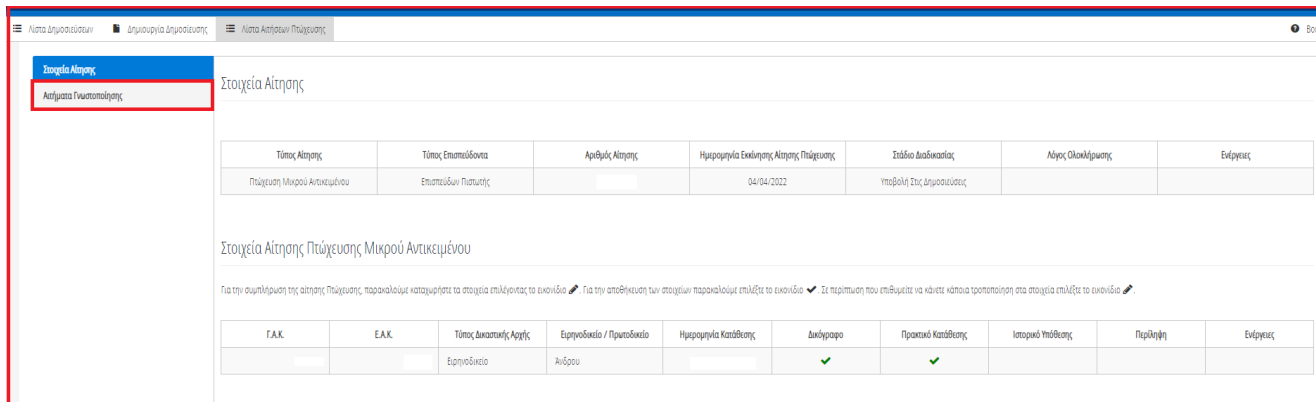 Λίστα Δημοσιεύσεων Δημιουργία Δημοσίευσης Λίστα Αιτήσεων Πτώχευσης
Στοιχεία Αίτησης
Αιτήματα Γνωστοποίησης
Στοιχεία Αίτησης
Τύπος Αίτησης Τύπος Επισπεύδοντα Αριθμός Αίτησης Ημερομηνία Εκκίνησης Αίτησης Πτώχευσης Στάδιο Διαδικασίας Λόγος Ολοκλήρωσης Ενέργειες
Πτώχευση Μικρού Αντικειμένου Επισπεύδων Πιστωτής 04/04/2022 Υποβολή Στις Δημοσιεύσεις
Στοιχεία Αίτησης Πτώχευσης Μικρού Αντικειμένου
Για την συμπλήρωση της αίτησης Πτώχευσης, παρακαλούμε καταχωρήστε τα στοιχεία επιλέγοντας το εικονίδιο . Για την αποθήκευση των στοιχείων παρακαλούμε επιλέξτε το εικονίδιο . Σε περίπτωση που επιθυμείτε να κάνετε κάποια τροποποίηση στα στοιχεία επιλέξτε το εικονίδιο .
Γ.Α.Κ. Ε.Α.Κ. Τύπος Δικαστικής Αρχής Ειρηνοδικείο / Πρωτοδικείο Ημερομηνία Κατάθεσης Δικόγραφο Πρακτικό Κατάθεσης Ιστορικό Υπόθεσης Περίληψη Ενέργειες
Ειρηνοδικείο Άνδρου